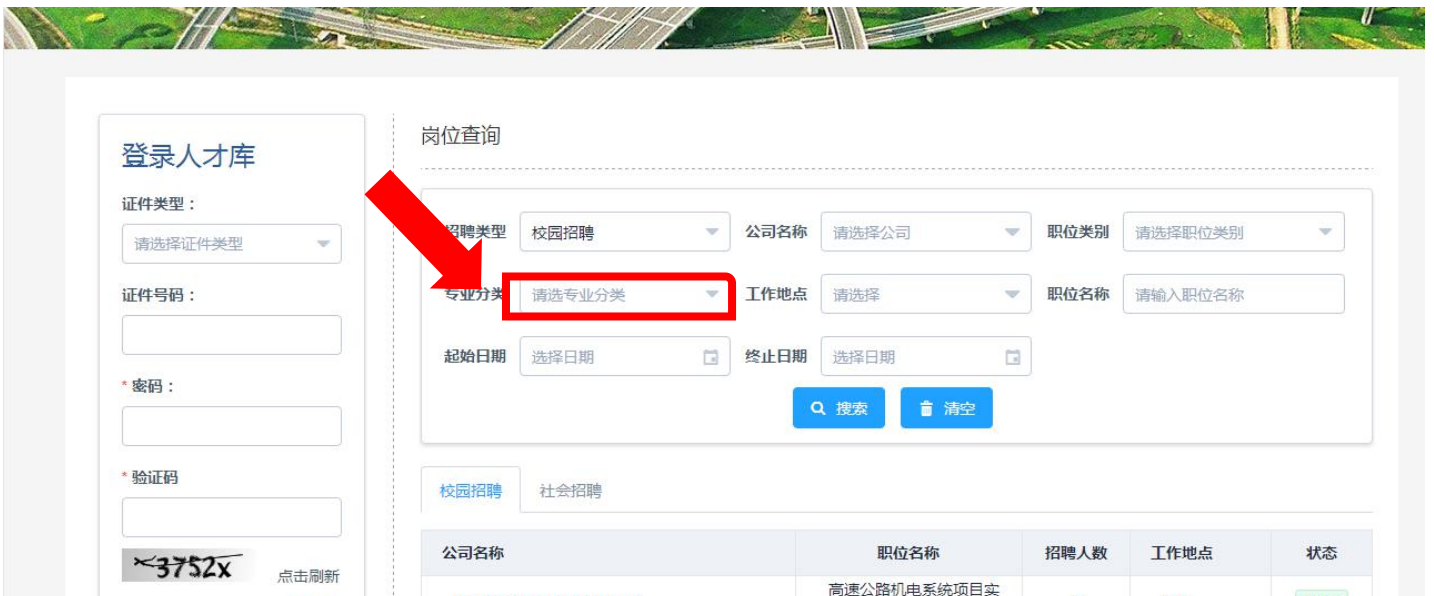 登录人才库
证件类型：
请选择证件类型
证件号码：
*密码：
*验证码
3752x
点击刷新
岗位查询
招聘类型 校园招聘 公司名称 请选择公司 职位类别 请选择职位类别
专业分类 请选专业分类 工作地点 请选择 职位名称 请输入职位名称
起始日期 选择日期 终止日期 选择日期
搜索 清空
校园招聘 社会招聘
公司名称 职位名称 招聘人数 工作地点 状态
高速公路机电系统项目实